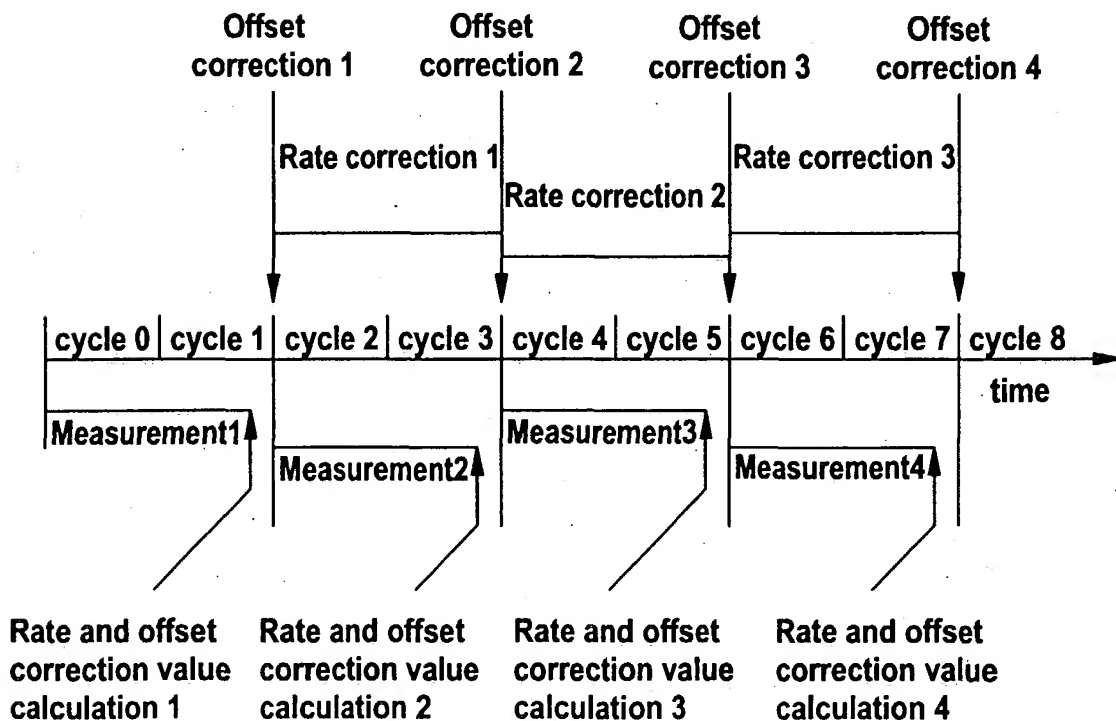 Offset
correction 1
Offset
correction 2
Offset
correction 3
Offset
correction 4
Rate correction 1
Rate correction 2
Rate correction 3
cycle 0 cycle 1 cycle 2 cycle 3 cycle 4 cycle 5 cycle 6 cycle 7 cycle 8
time
Measurement1
Measurement2
Measurement3
Measurement4
Rate and offset
correction value
calculation 1
Rate and offset
correction value
calculation 2
Rate and offset
correction value
calculation 3
Rate and offset
correction value
calculation 4